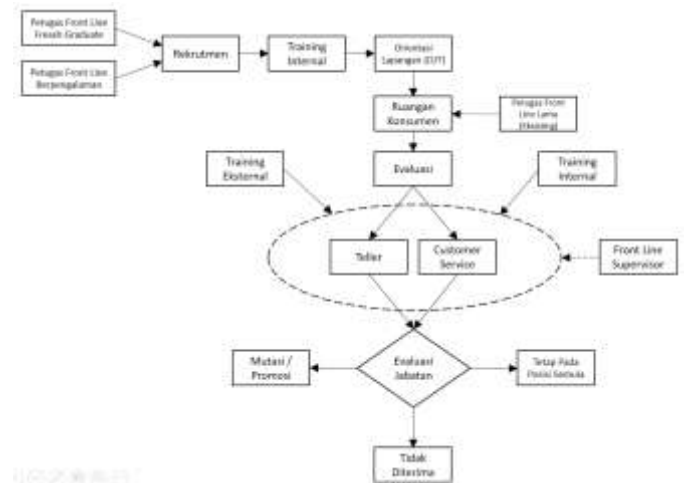 Petugas Front Line
Fresh Graduate
Petugas Front Line
Berpengalaman
Rekrutmen
Training
Internal
Orientasi
Lapangan (OJT)
Ruangan
Konsumen
Petugas Front
Line Lama
Evaluasi
Training
Eksternal
Training
Internal
Teller
Customer
Service
Front Line
Supervisor
Evaluasi
Jabatan
Mutasi /
Promosi
Tetap Pada
Posisi Semula
Tidak
Diterima